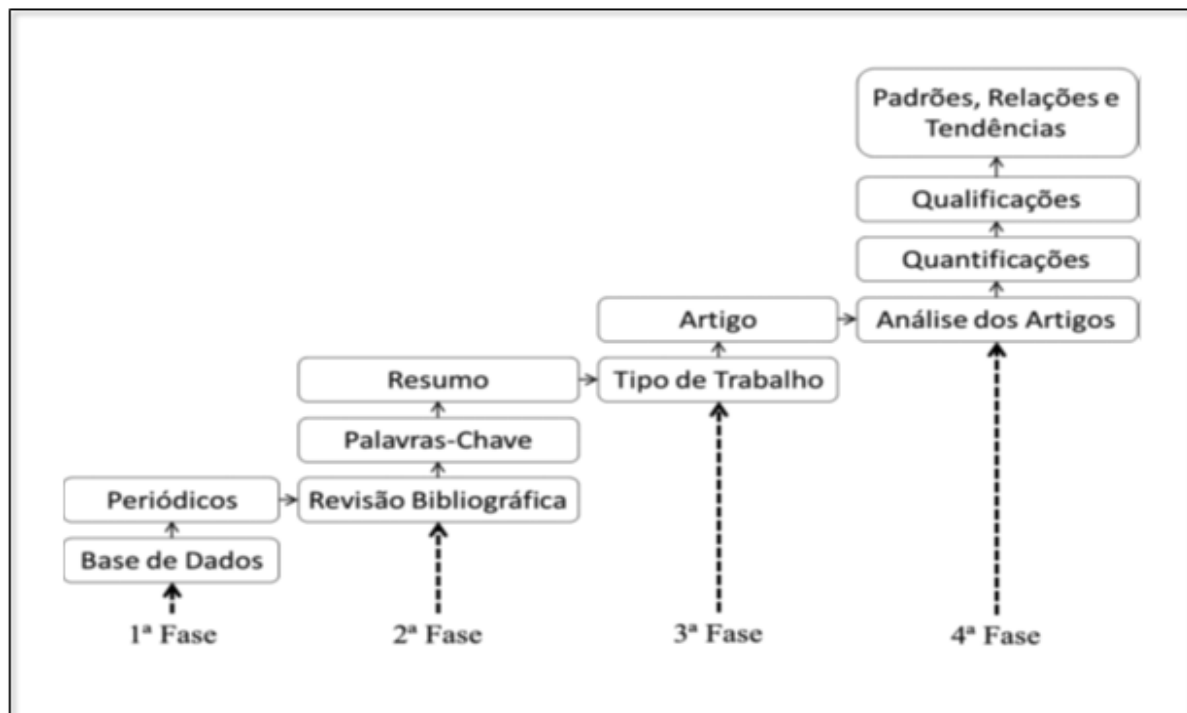 Padrões, Relações e
Tendências
Qualificações
Quantificações
Artigo
Análise dos Artigos
Resumo
Tipo de Trabalho
Palavras-Chave
Periódicos
Revisão Bibliográfica
Base de Dados
1ª Fase
2ª Fase
3ª Fase
4ª Fase